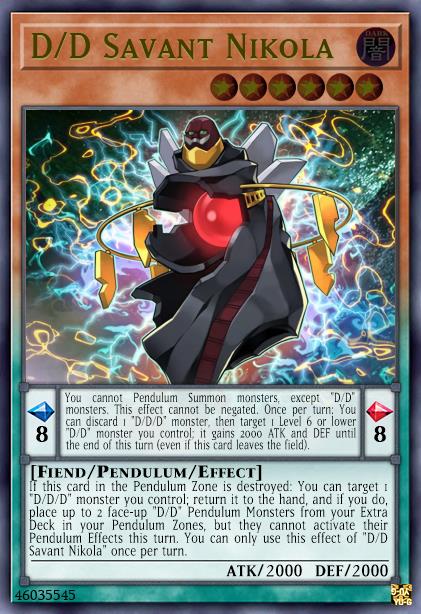 D/D Savant Nikola
DARK
闇
You cannot Pendulum Summon monsters, except "D/D"
monsters. This effect cannot be negated. Once per turn: You
can discard 1 "D/D/D" monster, then target 1 Level 6 or lower
"D/D" monster you control; it gains 2000 ATK and DEF until
the end of this turn (even if this card leaves the field).
8
8
[Fiend/Pendulum/Effect]
If this card in the Pendulum Zone is destroyed: You can target 1
"D/D/D" monster you control; return it to the hand, and if you do,
place up to 2 face-up "D/D" Pendulum Monsters from your Extra
Deck in your Pendulum Zones, but they cannot activate their
Pendulum Effects this turn. You can only use this effect of "D/D
Savant Nikola" once per turn.
ATK/2000 DEF/2000
46035545